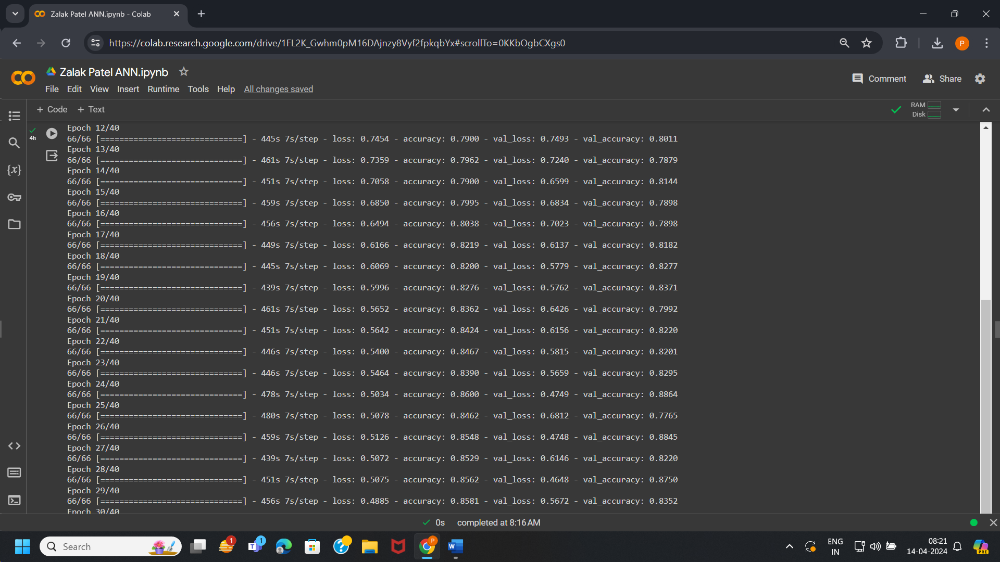 Zalak Patel ANN.ipynb - Colab
https://colab.research.google.com/drive/1FL2K_Gwhm0pM16DAjnzy8Vyf2fpkqbYx#scrollTo=0KKbOgbCXgs0
P
Zalak Patel ANN.ipynb
Comment
Share
File Edit View Insert Runtime Tools Help All changes saved
+ Code + Text
RAM
Disk
4h
Epoch 12/40
66/66 [==============================] - 445s 7s/step - loss: 0.7454 - accuracy: 0.7900 - val_loss: 0.7493 - val_accuracy: 0.8011
Epoch 13/40
66/66 [==============================] - 461s 7s/step - loss: 0.7359 - accuracy: 0.7962 - val_loss: 0.7240 - val_accuracy: 0.7879
Epoch 14/40
66/66 [==============================] - 451s 7s/step - loss: 0.7058 - accuracy: 0.7900 - val_loss: 0.6599 - val_accuracy: 0.8144
Epoch 15/40
66/66 [==============================] - 459s 7s/step - loss: 0.6850 - accuracy: 0.7995 - val_loss: 0.6834 - val_accuracy: 0.7898
Epoch 16/40
66/66 [==============================] - 456s 7s/step - loss: 0.6494 - accuracy: 0.8038 - val_loss: 0.7023 - val_accuracy: 0.7898
Epoch 17/40
66/66 [==============================] - 449s 7s/step - loss: 0.6166 - accuracy: 0.8219 - val_loss: 0.6137 - val_accuracy: 0.8182
Epoch 18/40
66/66 [==============================] - 445s 7s/step - loss: 0.6069 - accuracy: 0.8200 - val_loss: 0.5779 - val_accuracy: 0.8277
Epoch 19/40
66/66 [==============================] - 439s 7s/step - loss: 0.5996 - accuracy: 0.8276 - val_loss: 0.5762 - val_accuracy: 0.8371
Epoch 20/40
66/66 [==============================] - 461s 7s/step - loss: 0.5652 - accuracy: 0.8362 - val_loss: 0.6426 - val_accuracy: 0.7992
Epoch 21/40
66/66 [==============================] - 451s 7s/step - loss: 0.5642 - accuracy: 0.8424 - val_loss: 0.6156 - val_accuracy: 0.8220
Epoch 22/40
66/66 [==============================] - 446s 7s/step - loss: 0.5400 - accuracy: 0.8467 - val_loss: 0.5815 - val_accuracy: 0.8201
Epoch 23/40
66/66 [==============================] - 446s 7s/step - loss: 0.5464 - accuracy: 0.8390 - val_loss: 0.5659 - val_accuracy: 0.8295
Epoch 24/40
66/66 [==============================] - 478s 7s/step - loss: 0.5034 - accuracy: 0.8600 - val_loss: 0.4749 - val_accuracy: 0.8864
Epoch 25/40
66/66 [==============================] - 480s 7s/step - loss: 0.5078 - accuracy: 0.8462 - val_loss: 0.6812 - val_accuracy: 0.7765
Epoch 26/40
66/66 [==============================] - 459s 7s/step - loss: 0.5126 - accuracy: 0.8548 - val_loss: 0.4748 - val_accuracy: 0.8845
Epoch 27/40
66/66 [==============================] - 439s 7s/step - loss: 0.5072 - accuracy: 0.8529 - val_loss: 0.6146 - val_accuracy: 0.8220
Epoch 28/40
66/66 [==============================] - 451s 7s/step - loss: 0.5075 - accuracy: 0.8562 - val_loss: 0.4648 - val_accuracy: 0.8750
Epoch 29/40
66/66 [==============================] - 456s 7s/step - loss: 0.4885 - accuracy: 0.8581 - val_loss: 0.5672 - val_accuracy: 0.8352
Epoch 30/40
0s completed at 8:16 AM
Search
1
1
P
ENG
IN
08:21
14-04-2024
PRE